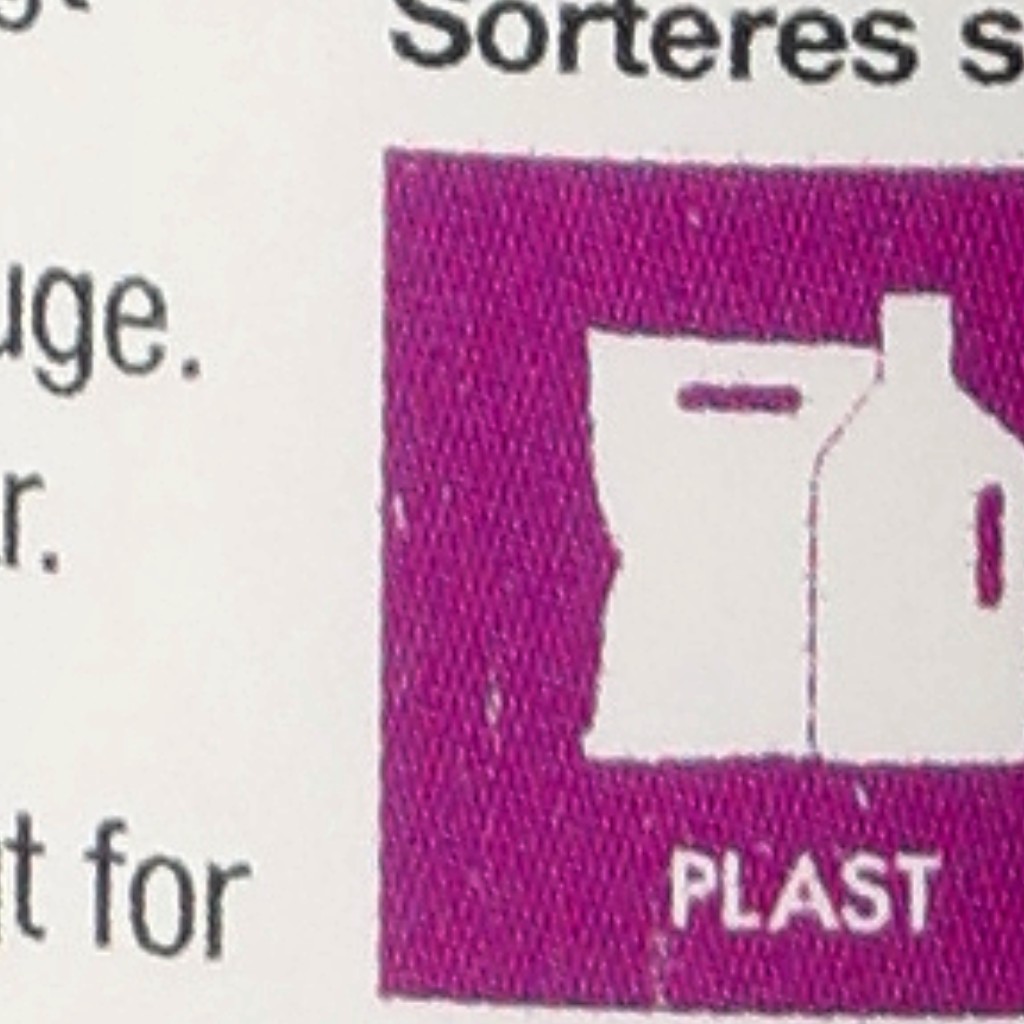 Sorteres s
uge.
r.
t for
PLAST